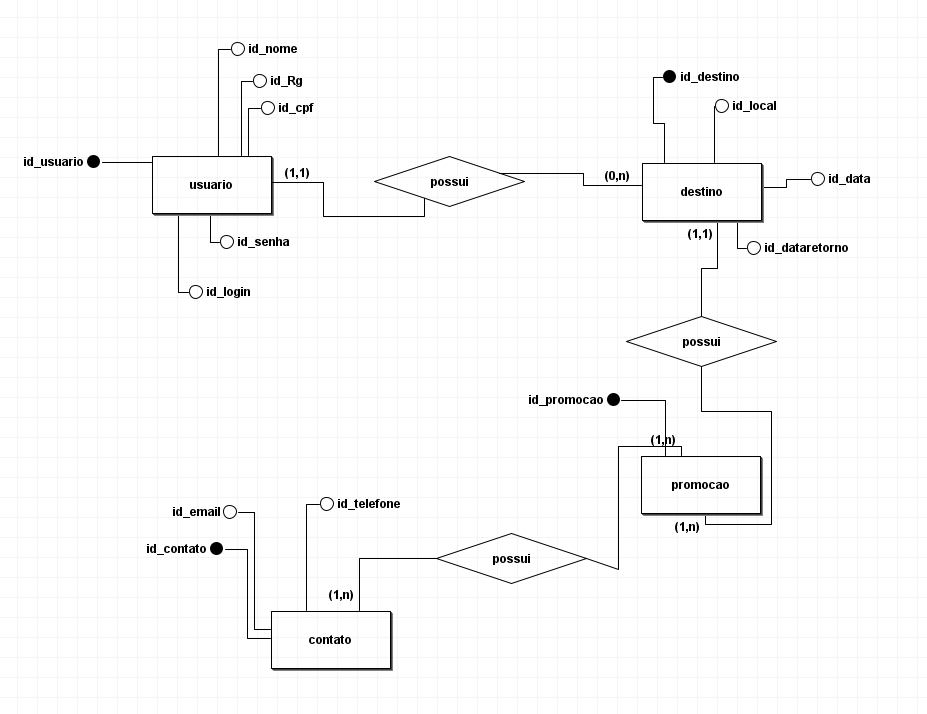 id_nome
id_Rg
id_cpf
id_usuario
usuario
(1,1)
possui
(0,n)
id_destino
id_local
destino
id_data
(1,1)
id_dataretorno
id_senha
id_login
possui
id_promocao
(1,n)
promocao
(1,n)
id_telefone
id_email
id_contato
possui
(1,n)
contato